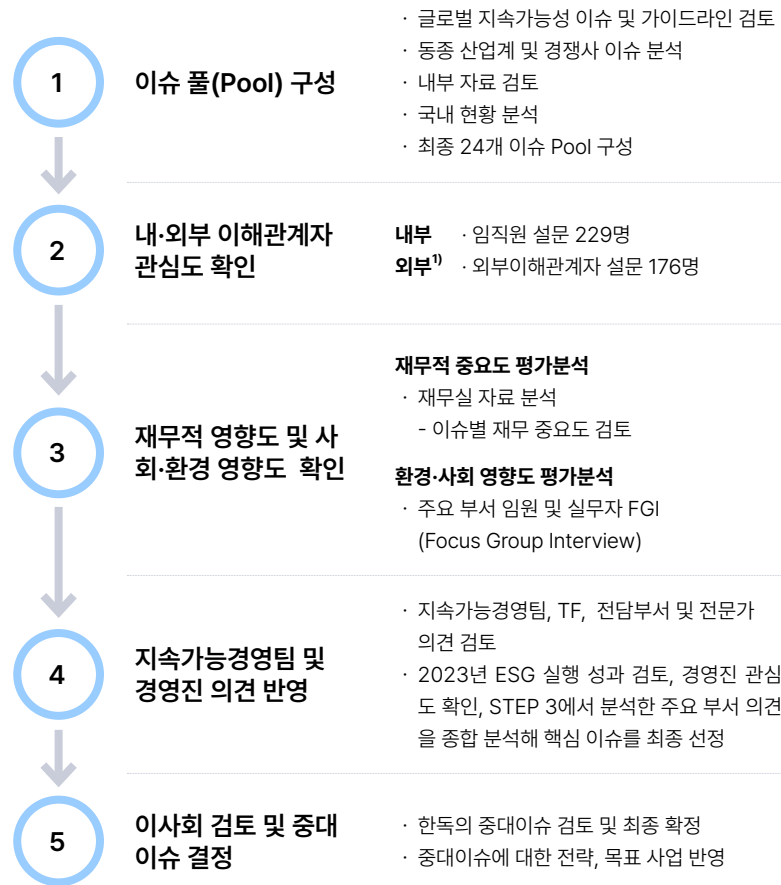 1
이슈 풀(Pool) 구성
· 글로벌 지속가능성 이슈 및 가이드라인 검토
· 동종 산업계 및 경쟁사 이슈 분석
· 내부 자료 검토
· 국내 현황 분석
· 최종 24개 이슈 Pool 구성
2
내·외부 이해관계자
관심도 확인
내부 · 임직원 설문 229명
외부1) · 외부이해관계자 설문 176명
3
재무적 영향도 및 사
회·환경 영향도 확인
재무적 중요도 평가분석
· 재무실 자료 분석
- 이슈별 재무 중요도 검토
환경·사회 영향도 평가분석
· 주요 부서 임원 및 실무자 FGI
(Focus Group Interview)
4
지속가능경영팀 및
경영진 의견 반영
· 지속가능경영팀, TF, 전담부서 및 전문가
의견 검토
· 2023년 ESG 실행 성과 검토, 경영진 관심
도 확인, STEP 3에서 분석한 주요 부서 의견
을 종합 분석해 핵심 이슈를 최종 선정
5
이사회 검토 및 중대
이슈 결정
· 한독의 중대이슈 검토 및 최종 확정
· 중대이슈에 대한 전략, 목표 사업 반영